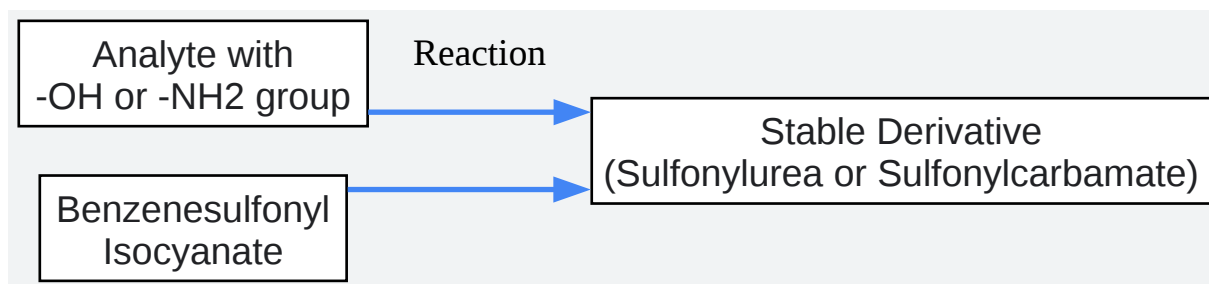 Analyte with
-OH or -NH2 group
Reaction
Stable Derivative
(Sulfonylurea or Sulfonylcarbamate)
Benzenesulfonyl
Isocyanate